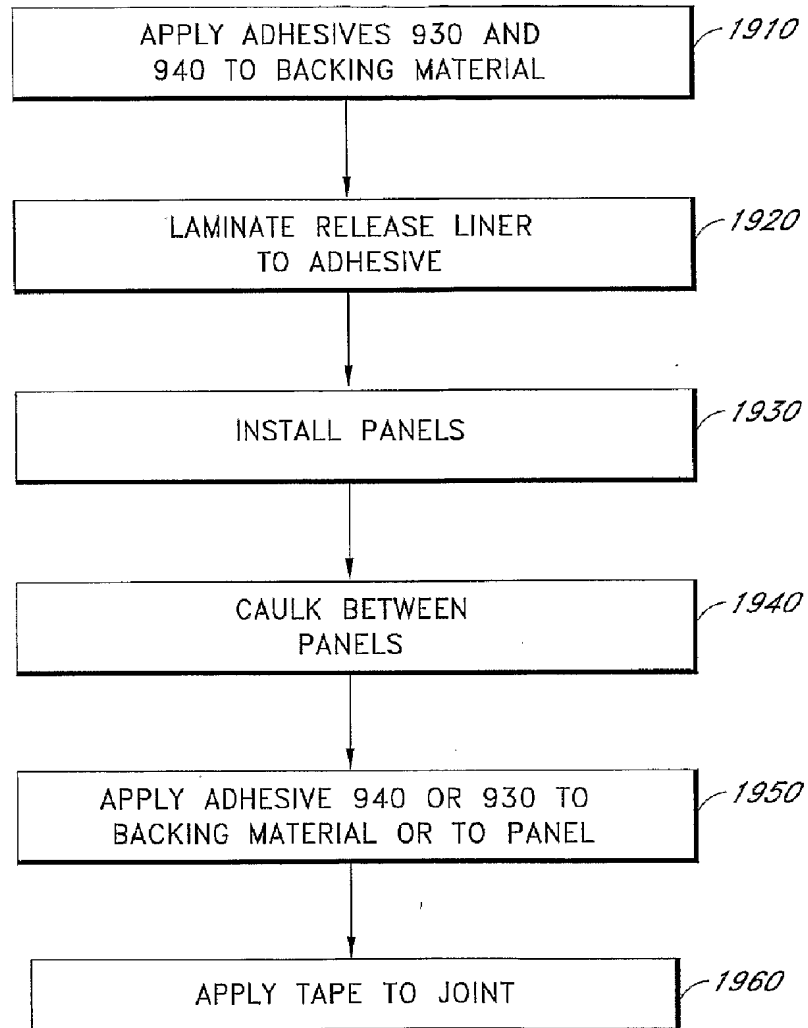 APPLY ADHESIVES 930 AND
940 TO BACKING MATERIAL
1910
LAMINATE RELEASE LINER
TO ADHESIVE
1920
INSTALL PANELS
1930
CAULK BETWEEN
PANELS
1940
APPLY ADHESIVE 940 OR 930 TO
BACKING MATERIAL OR TO PANEL
1950
APPLY TAPE TO JOINT
1960